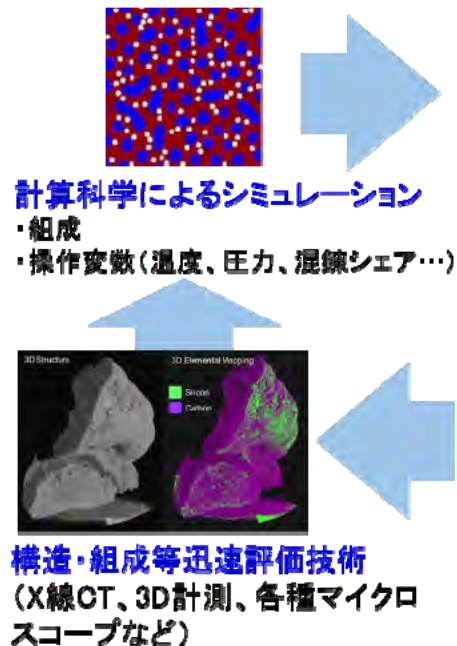 計算科学によるシミュレーション
・組成
・操作変数(温度、圧力、混錬シェア…)
3D Structure
3D Elemental Mapping
Silicon
Carbon
構造・組成等迅速評価技術
(X線CT、3D計測、各種マイクロ
スコープなど)